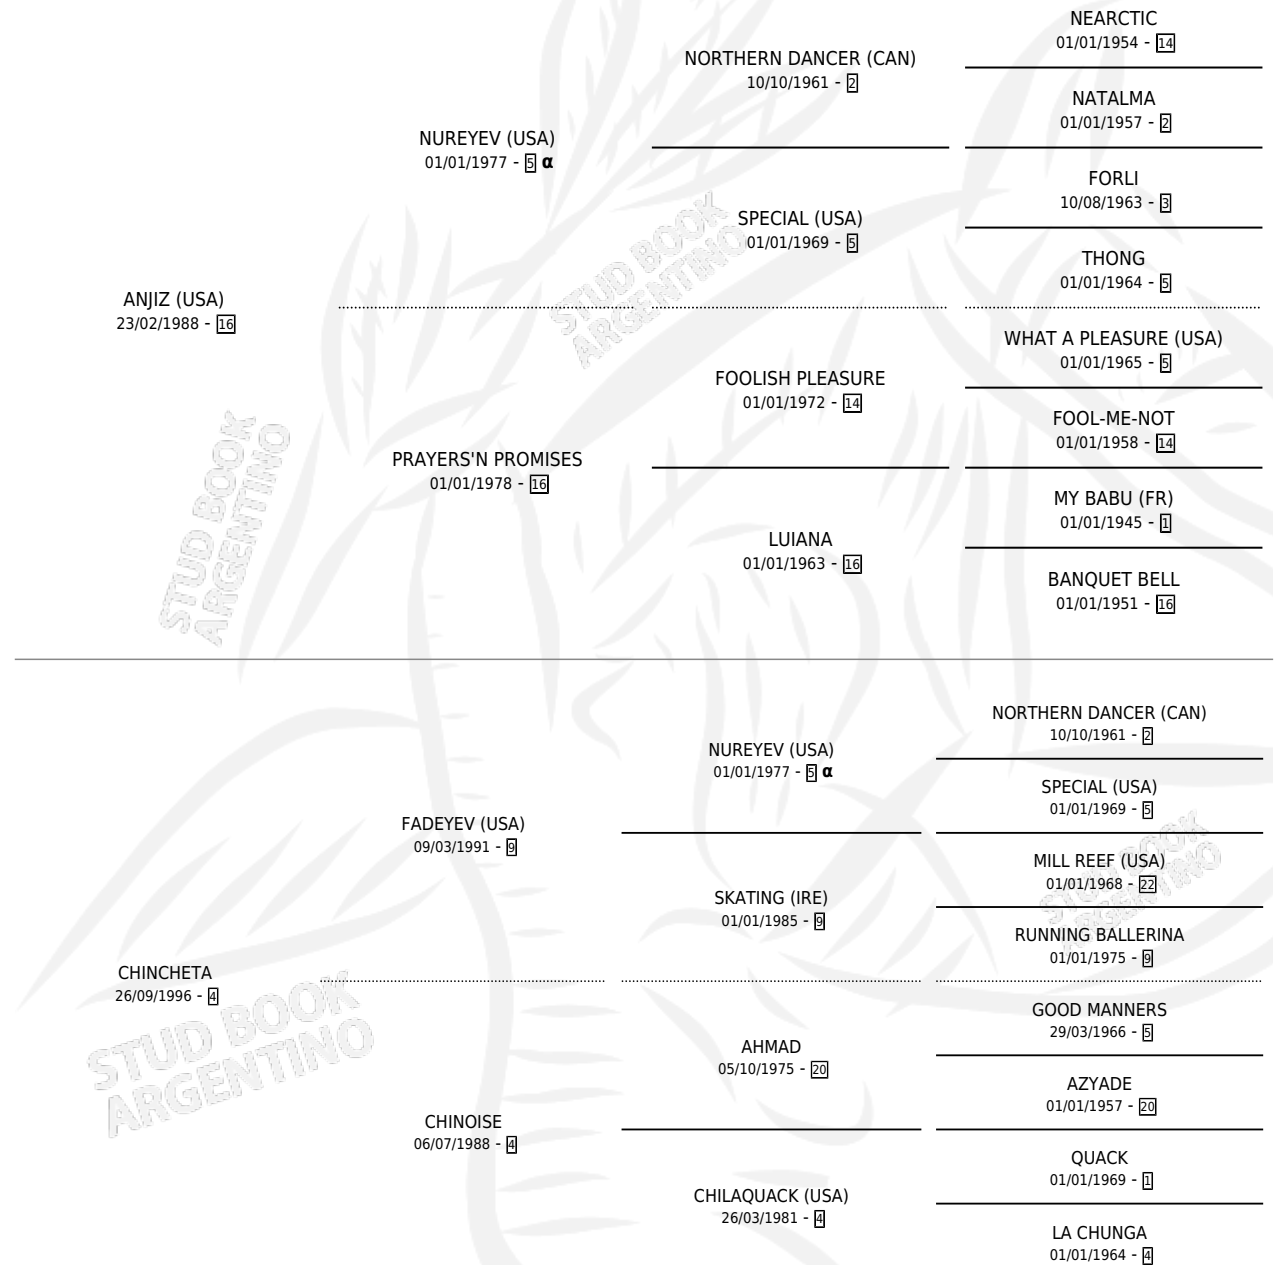 NEARCTIC
01/01/1954 - 14
NORTHERN DANCER (CAN)
10/10/1961 - 2
NATALMA
01/01/1957 - 2
NUREYEV (USA)
01/01/1977 - 5 α
FORLI
10/08/1963 - 3
SPECIAL (USA)
01/01/1969 - 5
THONG
01/01/1964 - 5
ANJIZ (USA)
23/02/1988 - 16
WHAT A PLEASURE (USA)
01/01/1965 - 5
FOOLISH PLEASURE
01/01/1972 - 14
FOOL-ME-NOT
01/01/1958 - 14
PRAYERS'N PROMISES
01/01/1978 - 16
MY BABU (FR)
01/01/1945 - 1
LUIANA
01/01/1963 - 16
BANQUET BELL
01/01/1951 - 16
NORTHERN DANCER (CAN)
10/10/1961 - 2
NUREYEV (USA)
01/01/1977 - 5 α
SPECIAL (USA)
01/01/1969 - 5
FADEYEV (USA)
09/03/1991 - 9
MILL REEF (USA)
01/01/1968 - 22
SKATING (IRE)
01/01/1985 - 9
RUNNING BALLERINA
01/01/1975 - 9
CHINCHETA
26/09/1996 - 4
GOOD MANNERS
29/03/1966 - 5
AHMAD
05/10/1975 - 20
AZYADE
01/01/1957 - 20
CHINOISE
06/07/1988 - 4
QUACK
01/01/1969 - 1
CHILAQUACK (USA)
26/03/1981 - 4
LA CHUNGA
01/01/1964 - 4
STUD BOOK
ARGENTINO
STUD BOOK
ARGENTINO
STUD BOOK
ARGENTINO
STUD BOOK
ARGENTINO